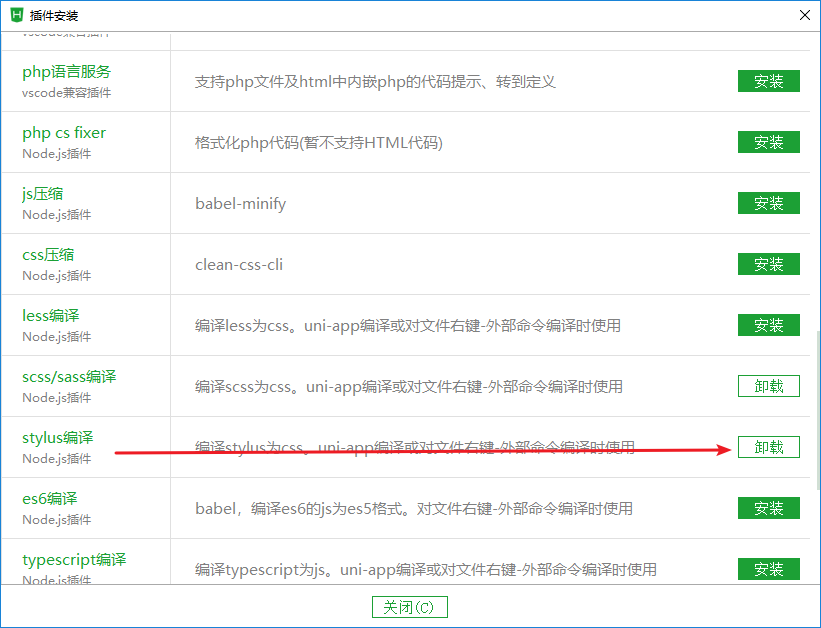 插件安装
vscode兼容插件
php语言服务
vscode兼容插件
支持php文件及html中内嵌php的代码提示、转到定义
安装
php cs fixer
Node.js插件
格式化php代码(暂不支持HTML代码)
安装
js压缩
Node.js插件
babel-minify
安装
css压缩
Node.js插件
clean-css-cli
安装
less编译
Node.js插件
编译less为css。uni-app编译或对文件右键-外部命令编译时使用
安装
scss/sass编译
Node.js插件
编译scss为css。uni-app编译或对文件右键-外部命令编译时使用
卸载
stylus编译
Node.js插件
编译stylus为css。uni-app编译或对文件右键-外部命令编译时使用
卸载
es6编译
Node.js插件
babel，编译es6的js为es5格式。对文件右键-外部命令编译时使用
安装
typescript编译
Node.js插件
编译typescript为js。uni-app编译或对文件右键-外部命令编译时使用
安装
关闭(C)